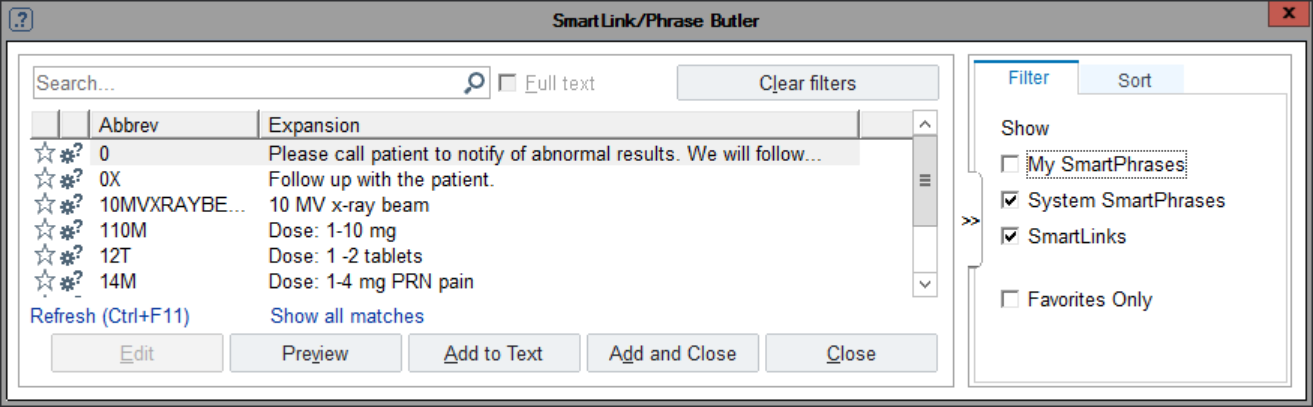 SmartLink/Phrase Butler
x
Search...
Full text
Clear filters
Abbrev Expansion
0 Please call patient to notify of abnormal results. We will follow...
0X Follow up with the patient.
10MVXRAYBE... 10 MV x-ray beam
110M Dose: 1-10 mg
12T Dose: 1 -2 tablets
14M Dose: 1-4 mg PRN pain
Refresh (Ctrl+F11) Show all matches
Edit Preview Add to Text Add and Close Close
>>
Filter Sort
Show
My SmartPhrases
System SmartPhrases
SmartLinks
Favorites Only